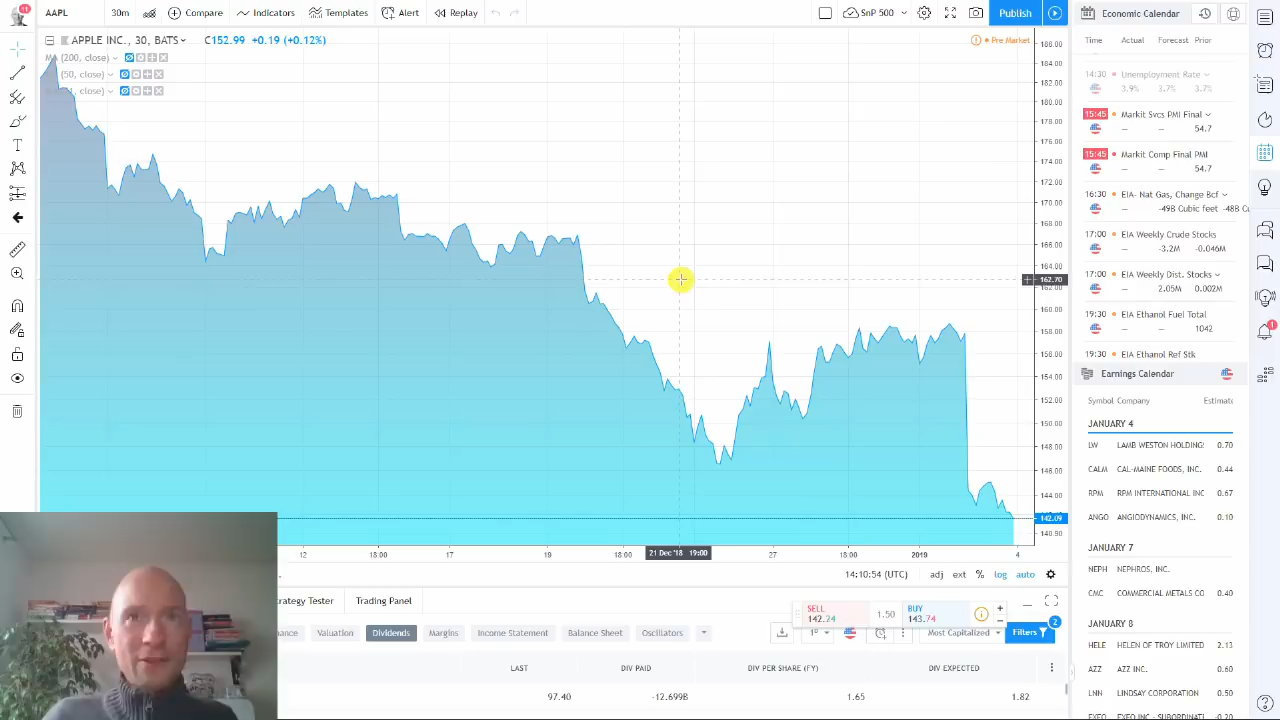 11
AAPL
30m
Compare
Indicators
Templates
Alert
Replay
SnP 500
Publish
APPLE INC., 30, BATS
C152.99 +0.19 (+0.12%)
Pre Market
(200, close)
(50, close)
close)
186.00
184.00
182.00
180.00
178.00
176.00
174.00
172.00
170.00
168.00
166.00
164.00
162.70
162.00
160.00
158.00
156.00
154.00
152.00
150.00
148.00
146.00
144.00
142.09
140.90
12
18:00
17
19
18:00
21 Dec '18 19:00
27
18:00
2019
4
14:10:54 (UTC)
adj
ext
%
log
auto
Trading Panel
SELL
142.24
1.50
BUY
143.74
Valuation
Dividends
Margins
Income Statement
Balance Sheet
Oscillators
Most Capitalized
Filters
2
LAST
DIV PAID
DIV PER SHARE (FY)
DIV EXPECTED
97.40
-12.699B
1.65
1.82
Economic Calendar
Time Actual Forecast Prior
14:30 Unemployment Rate
3.9% 3.7% 3.7%
15:45 Markit Svcs PMI Final
— — 54.7
15:45 Markit Comp Final PMI
— — 54.7
16:30 EIA- Nat Gas, Change Bcf
— -49B Cubic feet -48B Cu
17:00 EIA Weekly Crude Stocks
— -3.2M -0.046M
17:00 EIA Weekly Dist. Stocks
— 2.05M 0.002M
19:30 EIA Ethanol Fuel Total
— — 1042
19:30 EIA Ethanol Ref Stk
Earnings Calendar
Symbol Company Estimate
JANUARY 4
LW LAMB WESTON HOLDINGS 0.70
CALM CAL-MAINE FOODS, INC. 0.44
RPM RPM INTERNATIONAL INC 0.67
ANGO ANGIODYNAMICS, INC. 0.10
JANUARY 7
NEPH NEPHROS, INC. —
CMC COMMERCIAL METALS CO 0.40
JANUARY 8
HELE HELEN OF TROY LIMITED 2.13
AZZ AZZ INC. 0.60
LNN LINDSAY CORPORATION 0.50
1